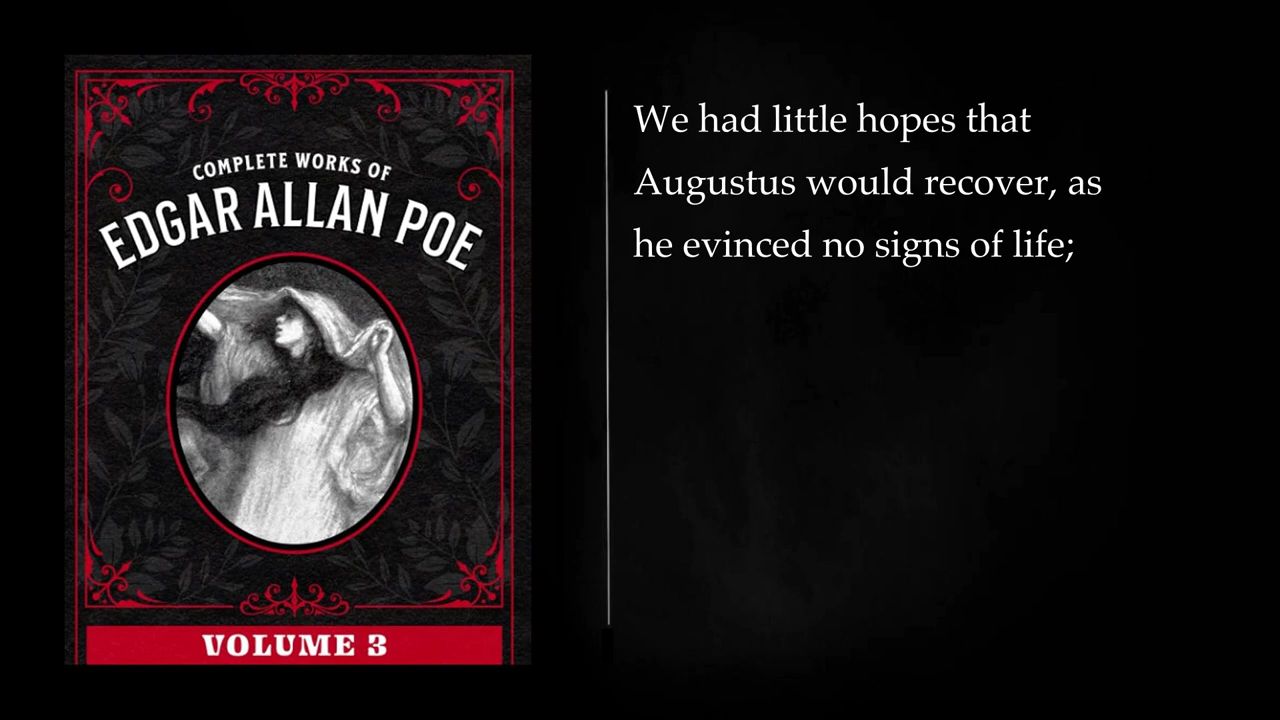 COMPLETE WORKS OF
EDGAR ALLAN POE
VOLUME 3
We had little hopes that
Augustus would recover, as
he evinced no signs of life;